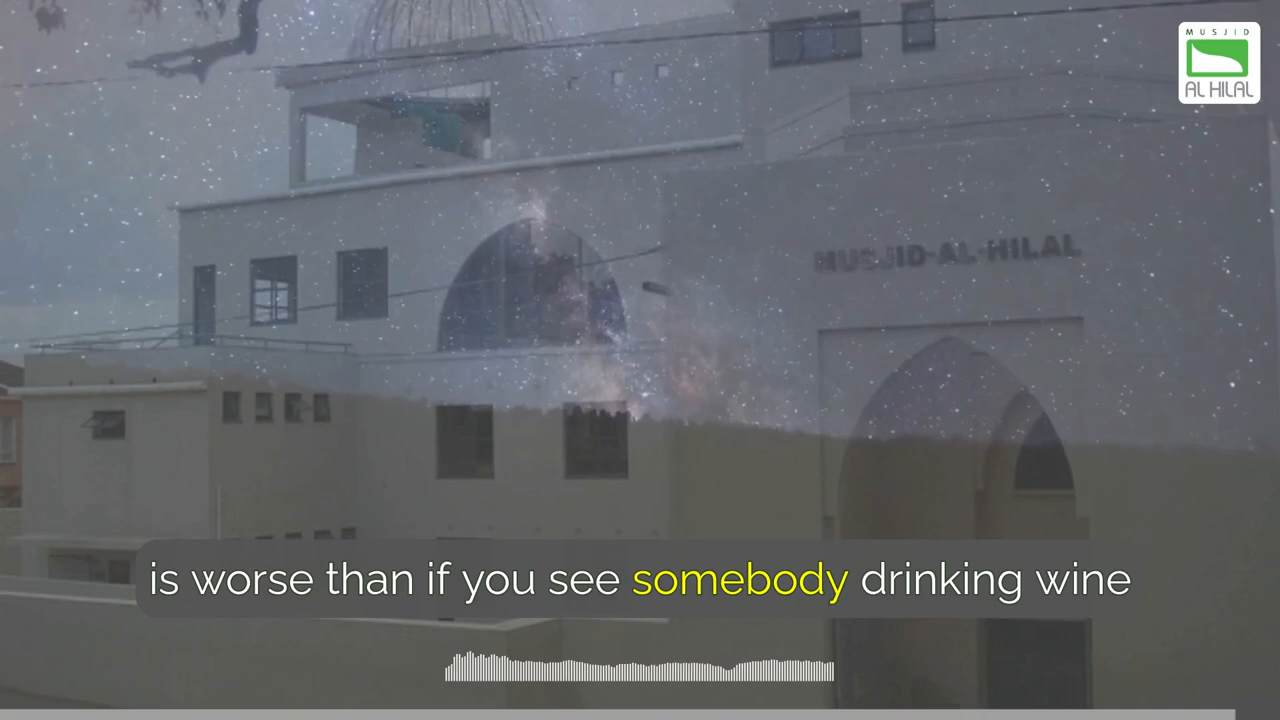 MUSJID
AL HILAL
MUSJID-AL-HILAL
is worse than if you see somebody drinking wine